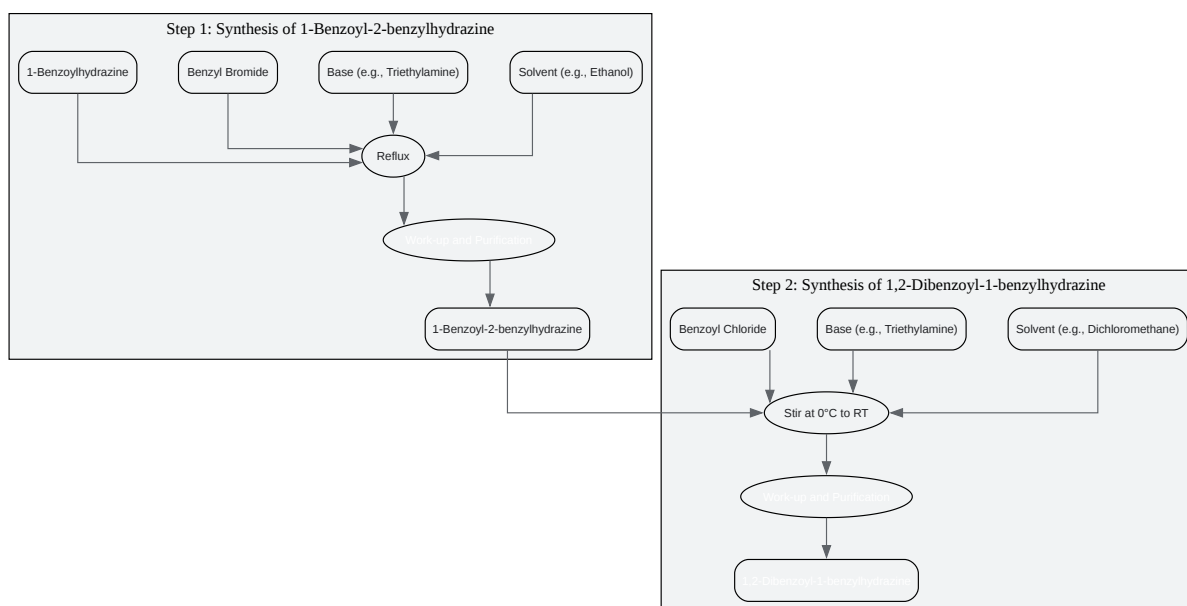 Step 1: Synthesis of 1-Benzoyl-2-benzylhydrazine
1-Benzoylhydrazine
Benzyl Bromide
Base (e.g., Triethylamine)
Solvent (e.g., Ethanol)
Reflux
Work-up and Purification
1-Benzoyl-2-benzylhydrazine
Step 2: Synthesis of 1,2-Dibenzoyl-1-benzylhydrazine
Benzoyl Chloride
Base (e.g., Triethylamine)
Solvent (e.g., Dichloromethane)
Stir at 0°C to RT
Work-up and Purification
1,2-Dibenzoyl-1-benzylhydrazine